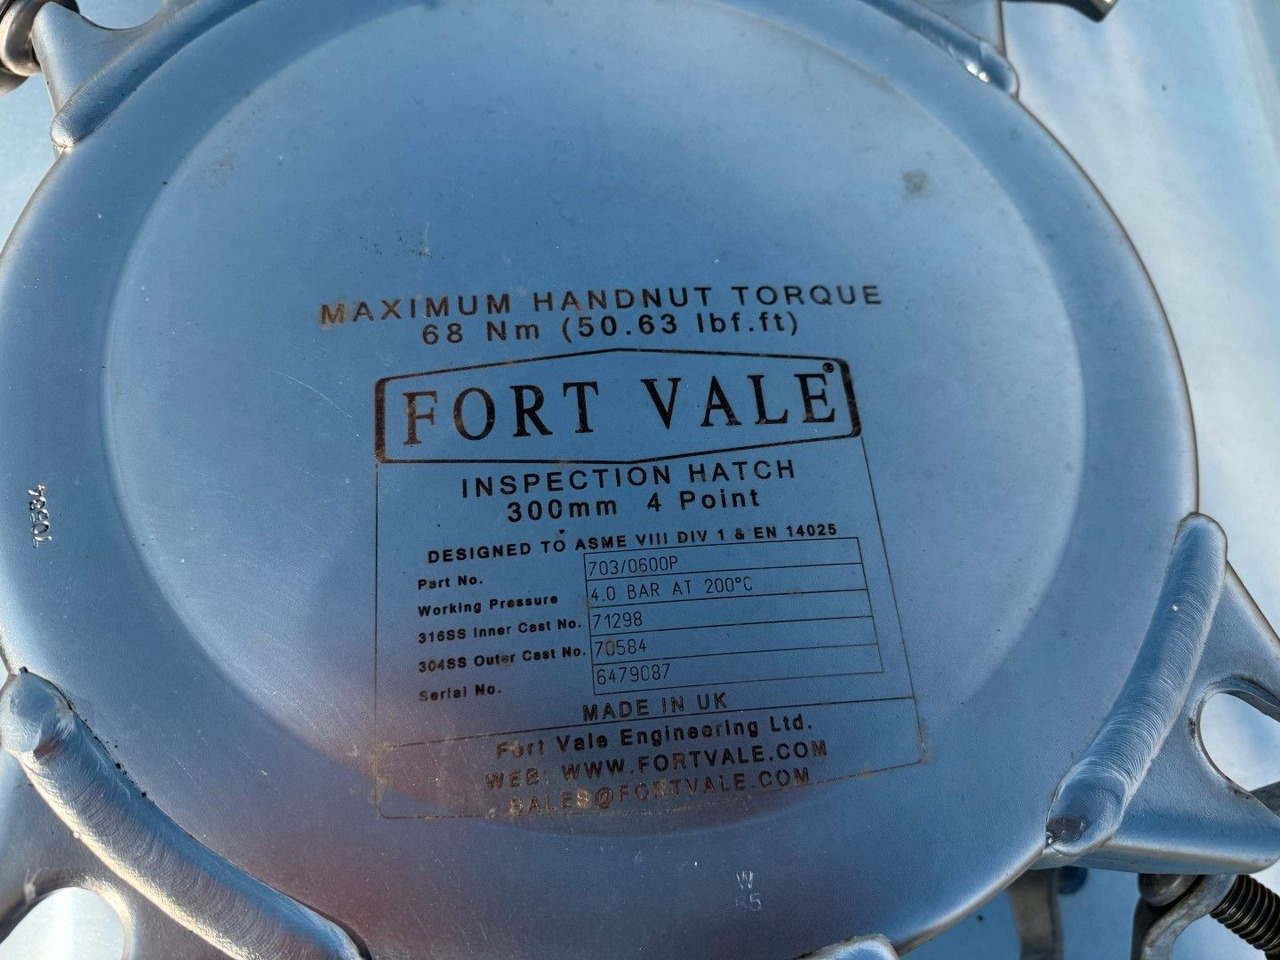 MAXIMUM HANDNUT TORQUE
68 Nm (50.63 lbf.ft)
FORT VALE®
INSPECTION HATCH
300mm 4 Point
DESIGNED TO ASME VIII DIV 1 & EN 14025
Part No. 703/0600P
Working Pressure 4.0 BAR AT 200°C
316SS Inner Cast No. 71298
304SS Outer Cast No. 70584
Serial No. 6479087
MADE IN UK
Fort Vale Engineering Ltd.
WEB: WWW.FORTVALE.COM
SALES@FORTVALE.COM
70584
W